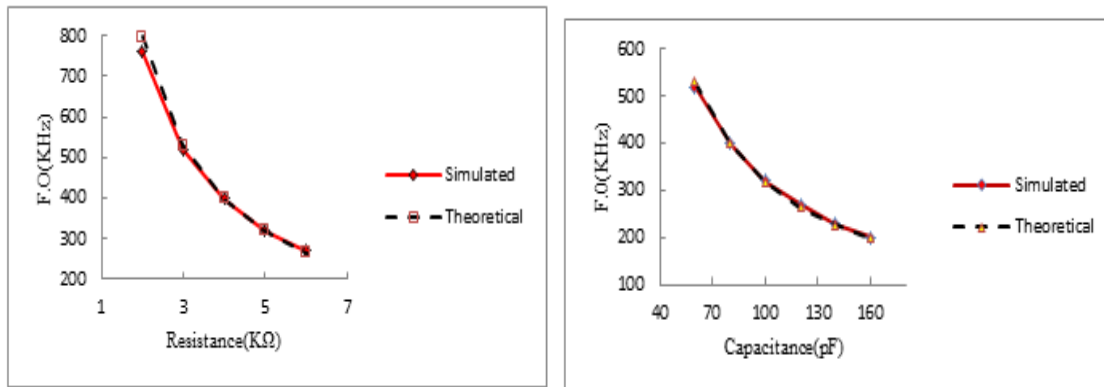 800
700
600
500
400
300
200
F.O(KHz)
1 3 5 7
Resistance(KΩ)
Simulated
Theoretical
600
500
400
300
200
100
F.0(KHz)
40 70 100 130 160
Capacitance(pF)
Simulated
Theoretical